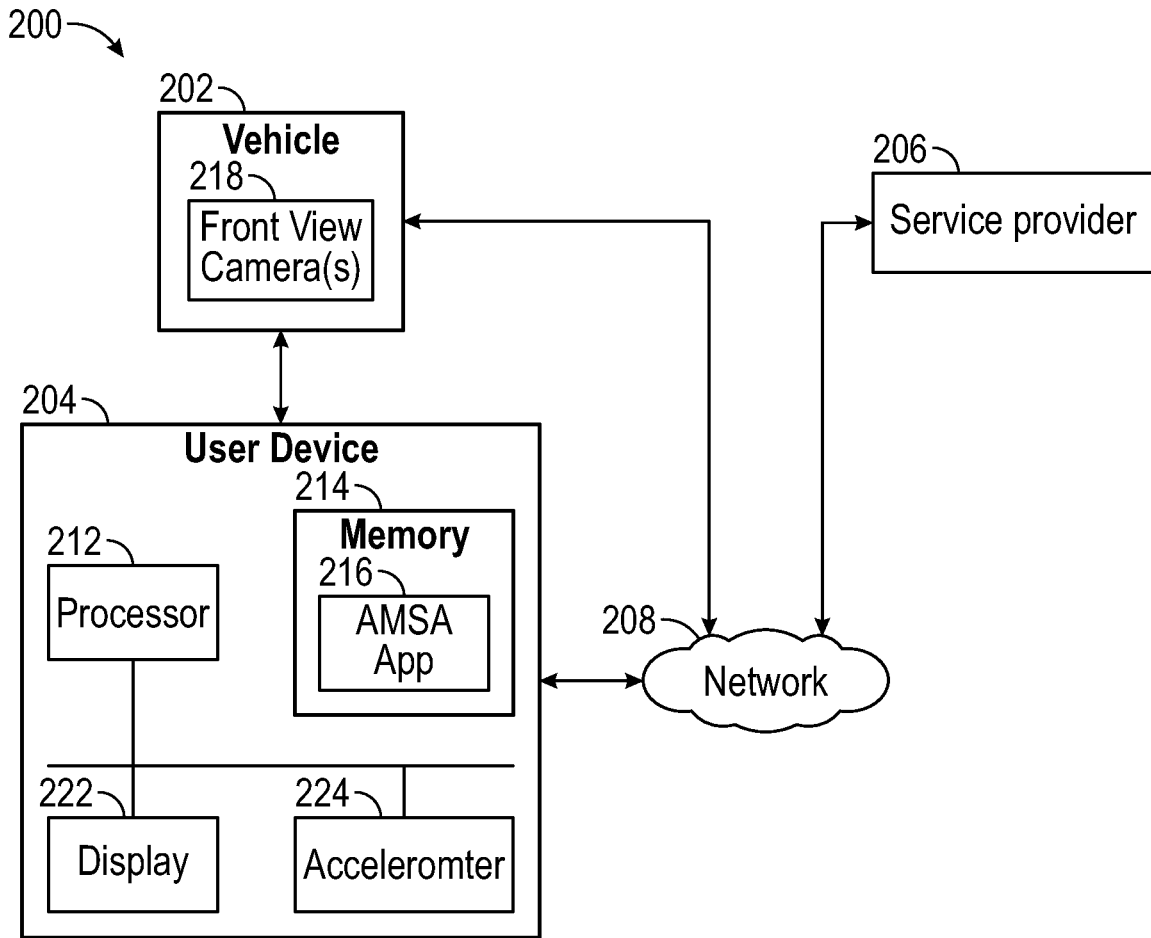 200
202
Vehicle
218
Front View
Camera(s)
206
Service provider
204
User Device
214
Memory
212
Processor
216
AMSA
App
208
Network
222
Display
224
Acceleromter